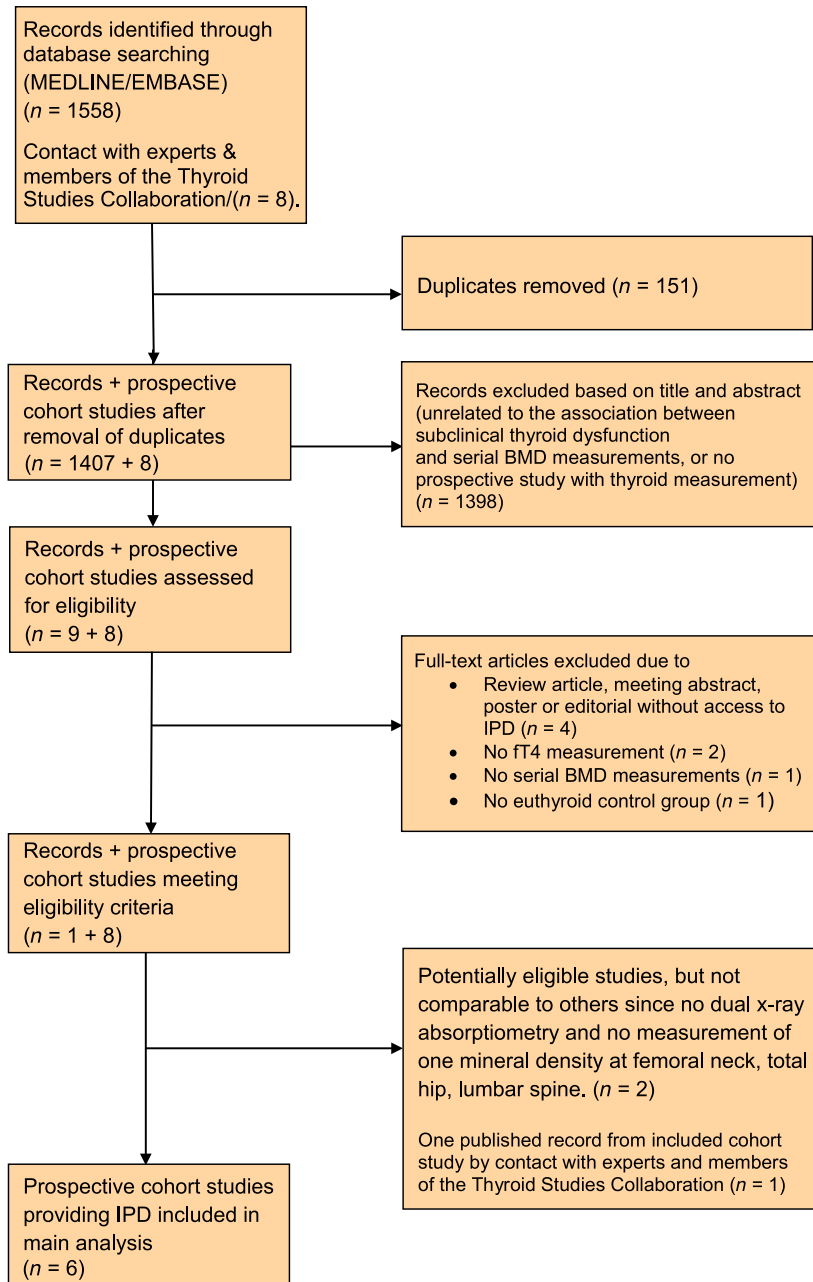 Records identified through
database searching
(MEDLINE/EMBASE)
(n = 1558)
Contact with experts &
members of the Thyroid
Studies Collaboration/(n = 8).
Duplicates removed (n = 151)
Records + prospective
cohort studies after
removal of duplicates
(n = 1407 + 8)
Records excluded based on title and abstract
(unrelated to the association between
subclinical thyroid dysfunction
and serial BMD measurements, or no
prospective study with thyroid measurement)
(n = 1398)
Records + prospective
cohort studies assessed
for eligibility
(n = 9 + 8)
Full-text articles excluded due to
• Review article, meeting abstract,
poster or editorial without access to
IPD (n = 4)
• No fT4 measurement (n = 2)
• No serial BMD measurements (n = 1)
• No euthyroid control group (n = 1)
Records + prospective
cohort studies meeting
eligibility criteria
(n = 1 + 8)
Potentially eligible studies, but not
comparable to others since no dual x-ray
absorptiometry and no measurement of
one mineral density at femoral neck, total
hip, lumbar spine. (n = 2)
One published record from included cohort
study by contact with experts and members
of the Thyroid Studies Collaboration (n = 1)
Prospective cohort studies
providing IPD included in
main analysis
(n = 6)